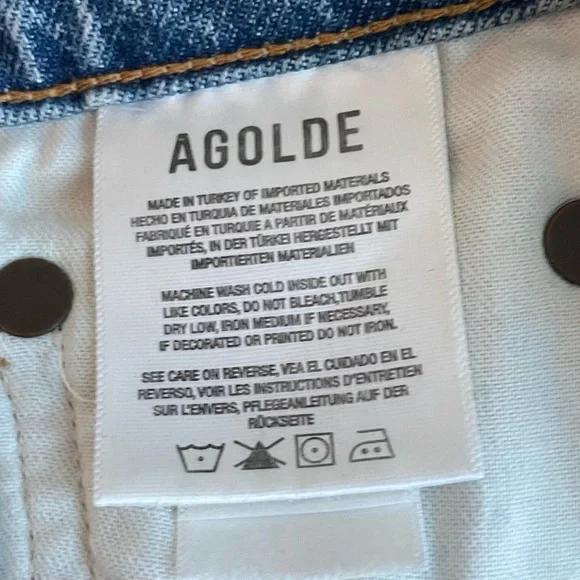 AGOLDE
MADE IN TURKEY OF IMPORTED MATERIALS
HECHO EN TURQUIA DE MATERIALES IMPORTADOS
FABRIQUÉ EN TURQUIE A PARTIR DE MATÉRIAUX
IMPORTÉS, IN DER TÜRKEI HERGESTELLT MIT
IMPORTIERTEN MATERIALIEN
MACHINE WASH COLD INSIDE OUT WITH
LIKE COLORS, DO NOT BLEACH,TUMBLE
DRY LOW, IRON MEDIUM IF NECESSARY,
IF DECORATED OR PRINTED DO NOT IRON.
SEE CARE ON REVERSE, VEA EL CUIDADO EN EL
REVERSO, VOIR LES INSTRUCTIONS D'ENTRETIEN
SUR L'ENVERS, PFLEGEANLEITUNG AUF DER
RÜCKSEITE